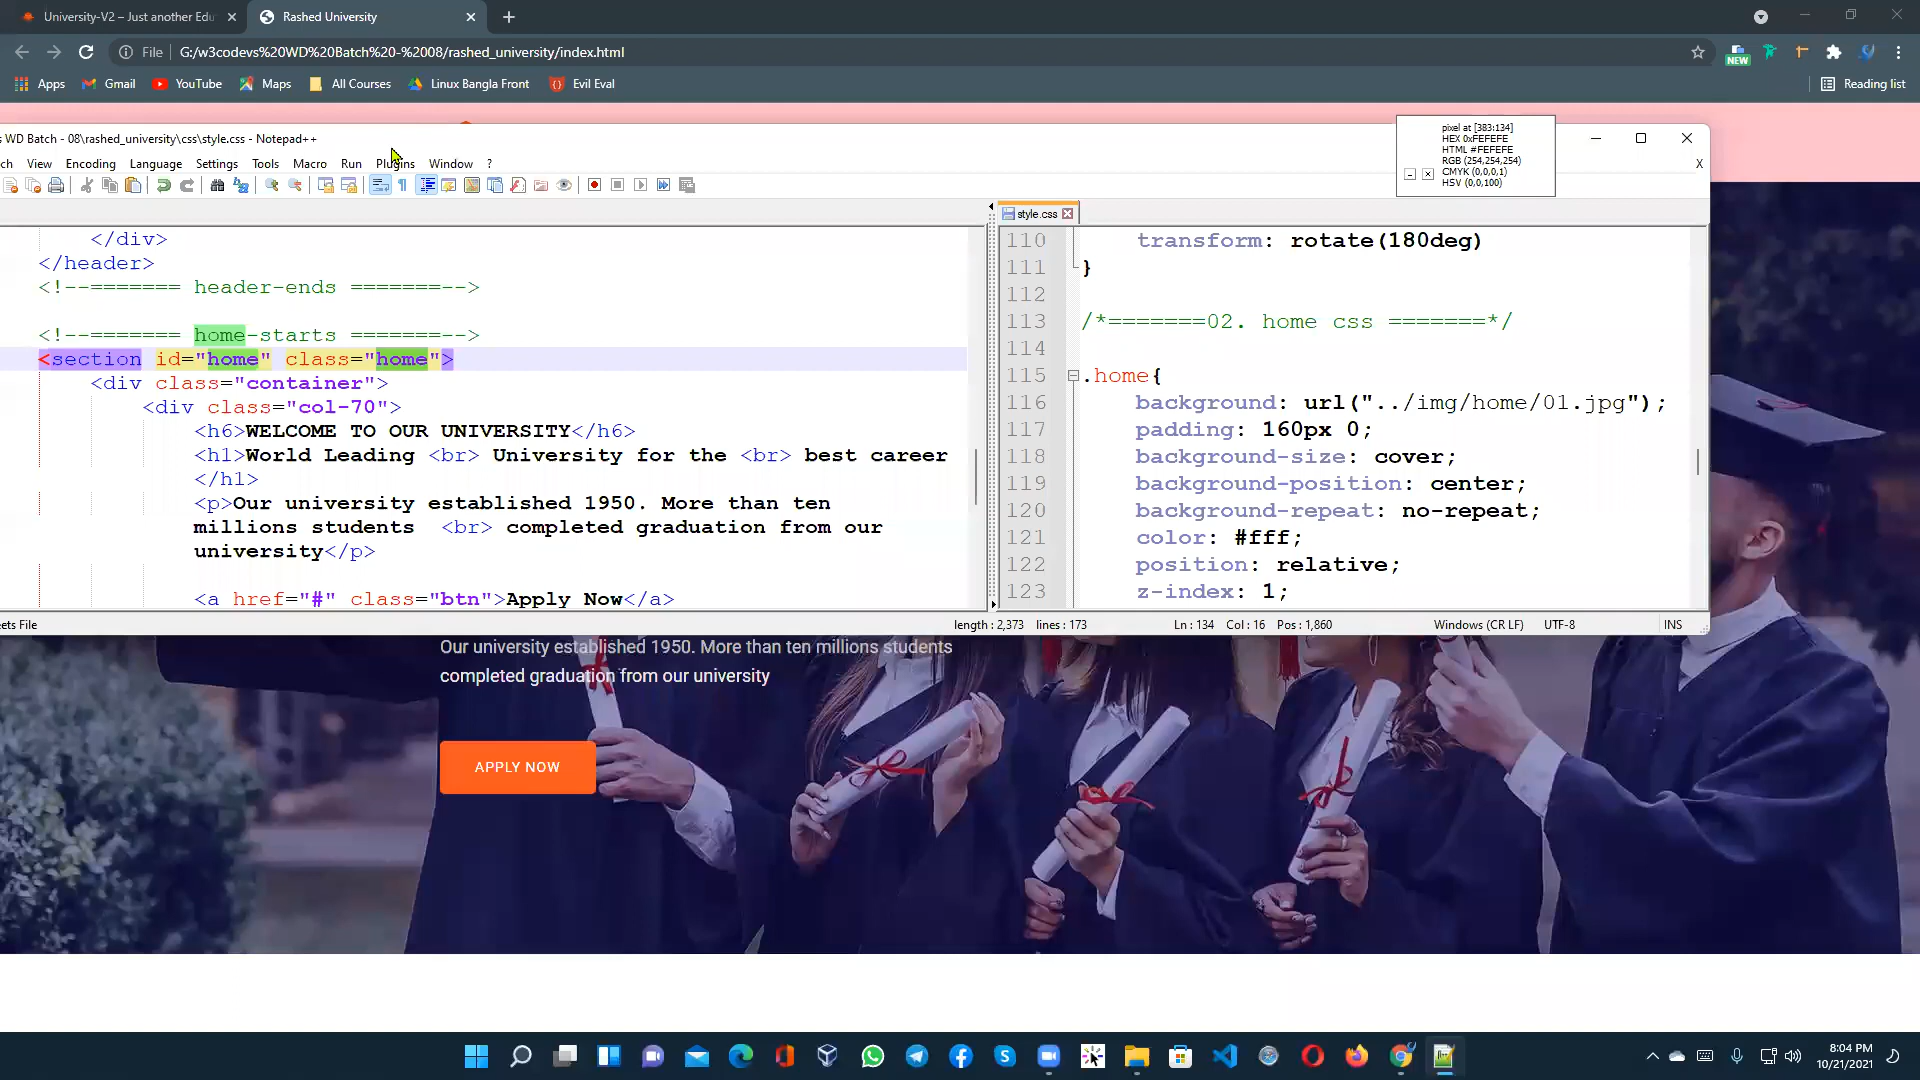 University-V2 – Just another Edu
Rashed University
File
G:/w3codevs%20WD%20Batch%20-%2008/rashed_university/index.html
NEW
Apps
Gmail
YouTube
Maps
All Courses
Linux Bangla Front
Evil Eval
Reading list
s WD Batch - 08\rashed_university\css\style.css - Notepad++
ch View Encoding Language Settings Tools Macro Run Plugins Window ?
X
pixel at [383:134]
HEX 0xFEFEFE
HTML #FEFEFE
RGB (254,254,254)
CMYK (0,0,0,1)
HSV (0,0,100)
style.css
</div>
</header>
<!--======= header-ends =======-->
<!--======= home-starts =======-->
<section id="home" class="home">
<div class="container">
<div class="col-70">
<h6>WELCOME TO OUR UNIVERSITY</h6>
<h1>World Leading <br> University for the <br> best career
</h1>
<p>Our university established 1950. More than ten
millions students <br> completed graduation from our
university</p>
<a href="#" class="btn">Apply Now</a>
110 transform: rotate(180deg)
111 }
112
113 /*=======02. home css =======*/
114
115 .home{
116 background: url("../img/home/01.jpg");
117 padding: 160px 0;
118 background-size: cover;
119 background-position: center;
120 background-repeat: no-repeat;
121 color: #fff;
122 position: relative;
123 z-index: 1;
eets File
length : 2,373 lines : 173
Ln : 134 Col : 16 Pos : 1,860
Windows (CR LF)
UTF-8
INS
Our university established 1950. More than ten millions students
completed graduation from our university
APPLY NOW
8:04 PM
10/21/2021